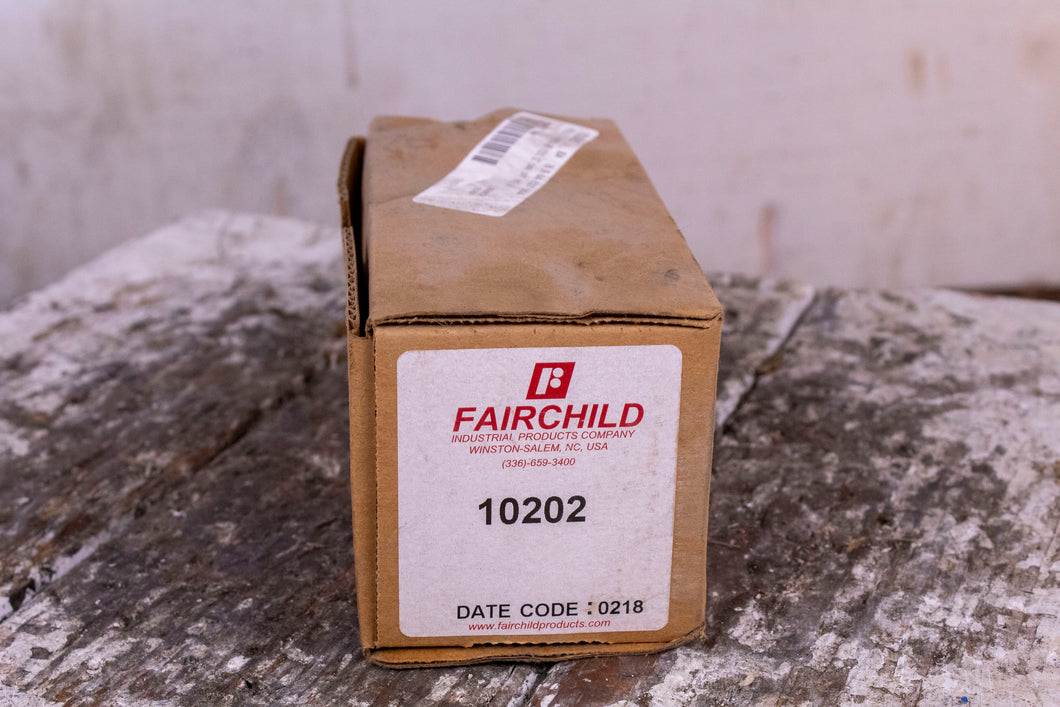 FAIRCHILD
INDUSTRIAL PRODUCTS COMPANY
WINSTON-SALEM, NC, USA
(336)-659-3400
10202
DATE CODE : 0218
www.fairchildproducts.com